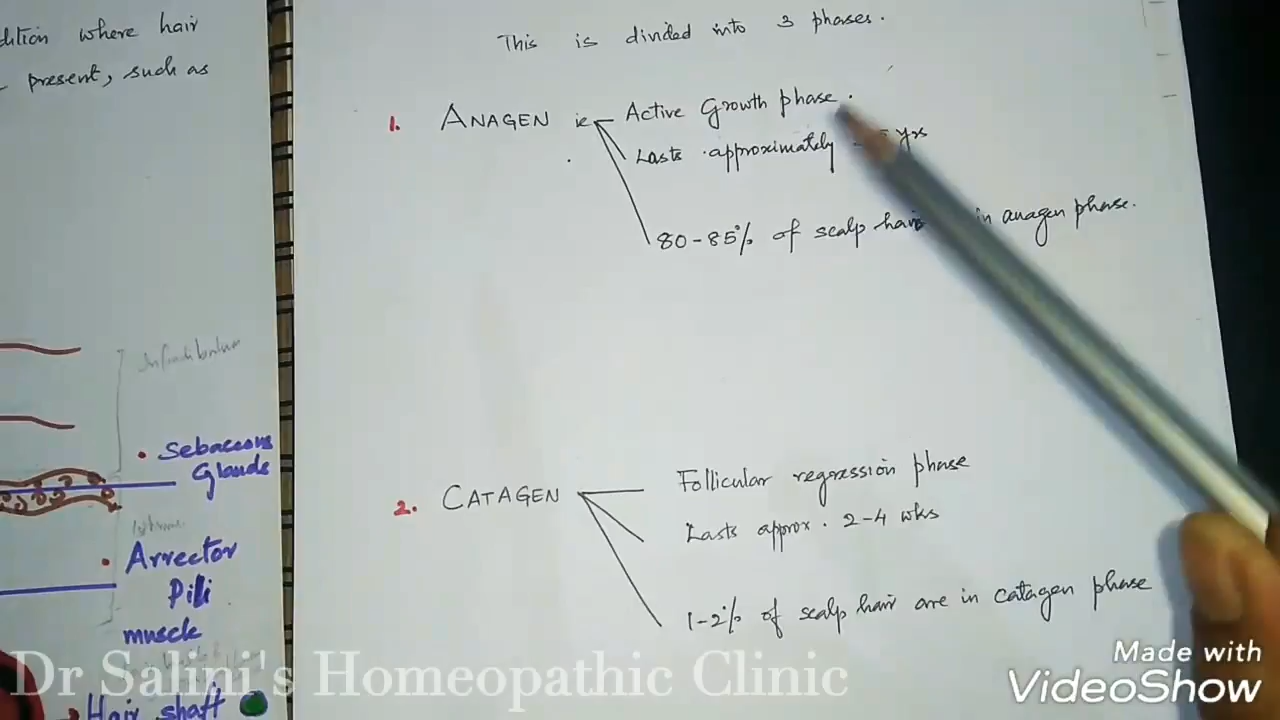 dition where hair
present, such as
Sebaceous
Glands
Arrector
Pili
muscle
Hair shaft
This is divided into 3 phases.
1. ANAGEN ie Active Growth phase.
Lasts approximately yrs
80-85% of scalp hair in anagen phase.
2. CATAGEN Follicular regression phase
Lasts approx. 2-4 wks
1-2% of scalp hair are in catagen phase
Dr Salini's Homeopathic Clinic
Made with
VideoShow